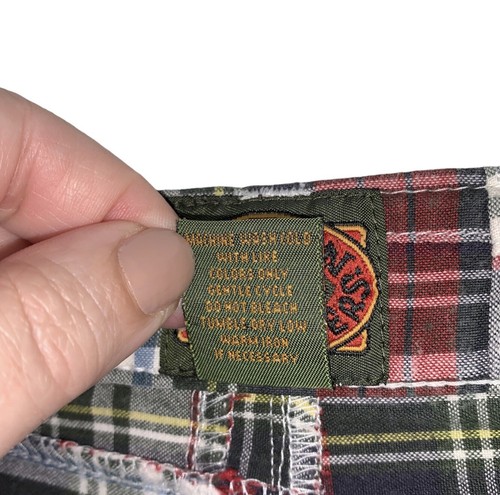 MACHINE WASH COLD
WITH LIKE
COLORS ONLY
GENTLE CYCLE
DO NOT BLEACH
TUMBLE DRY LOW
WARM IRON
IF NECESSARY